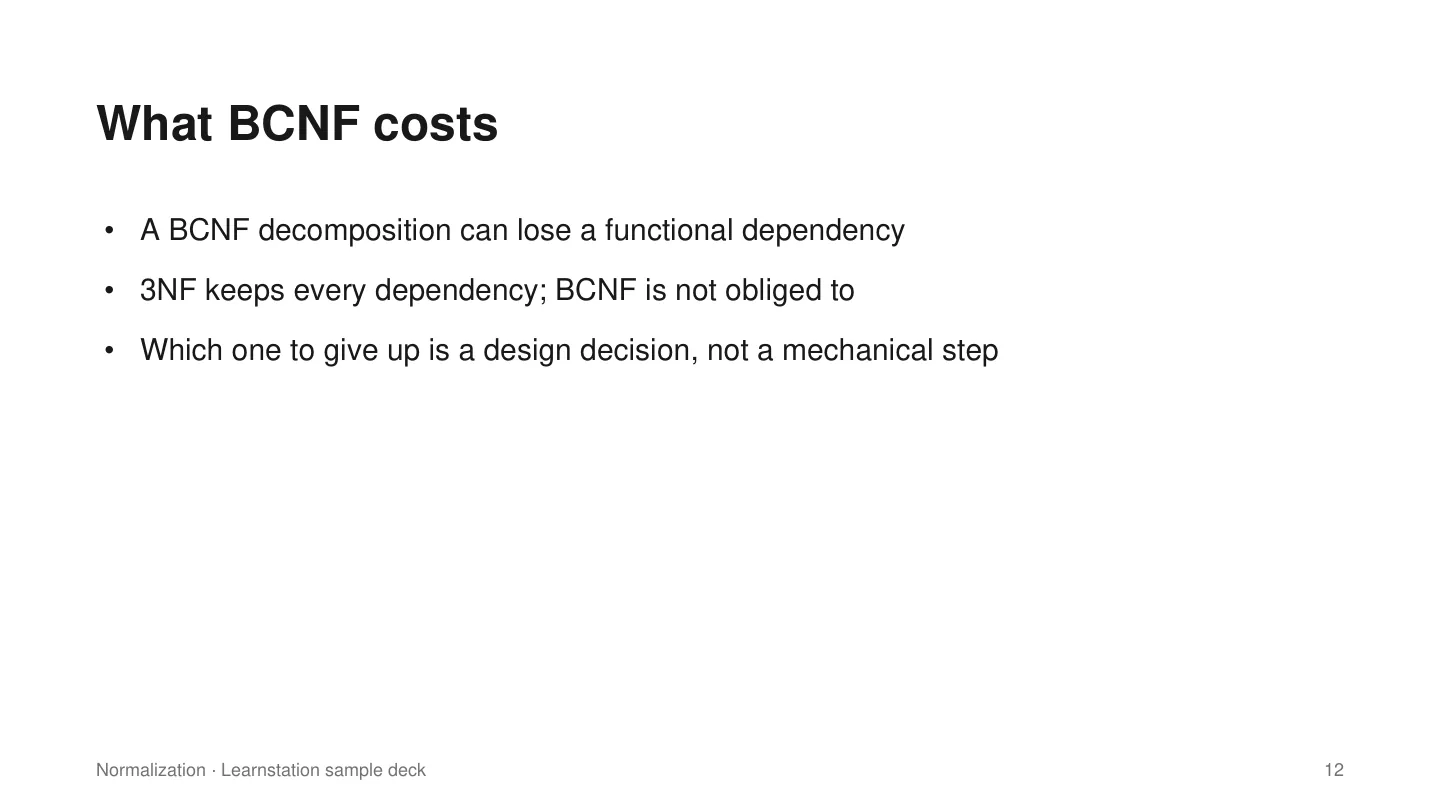 What BCNF costs
• A BCNF decomposition can lose a functional dependency
• 3NF keeps every dependency; BCNF is not obliged to
• Which one to give up is a design decision, not a mechanical step
Normalization · Learnstation sample deck
12